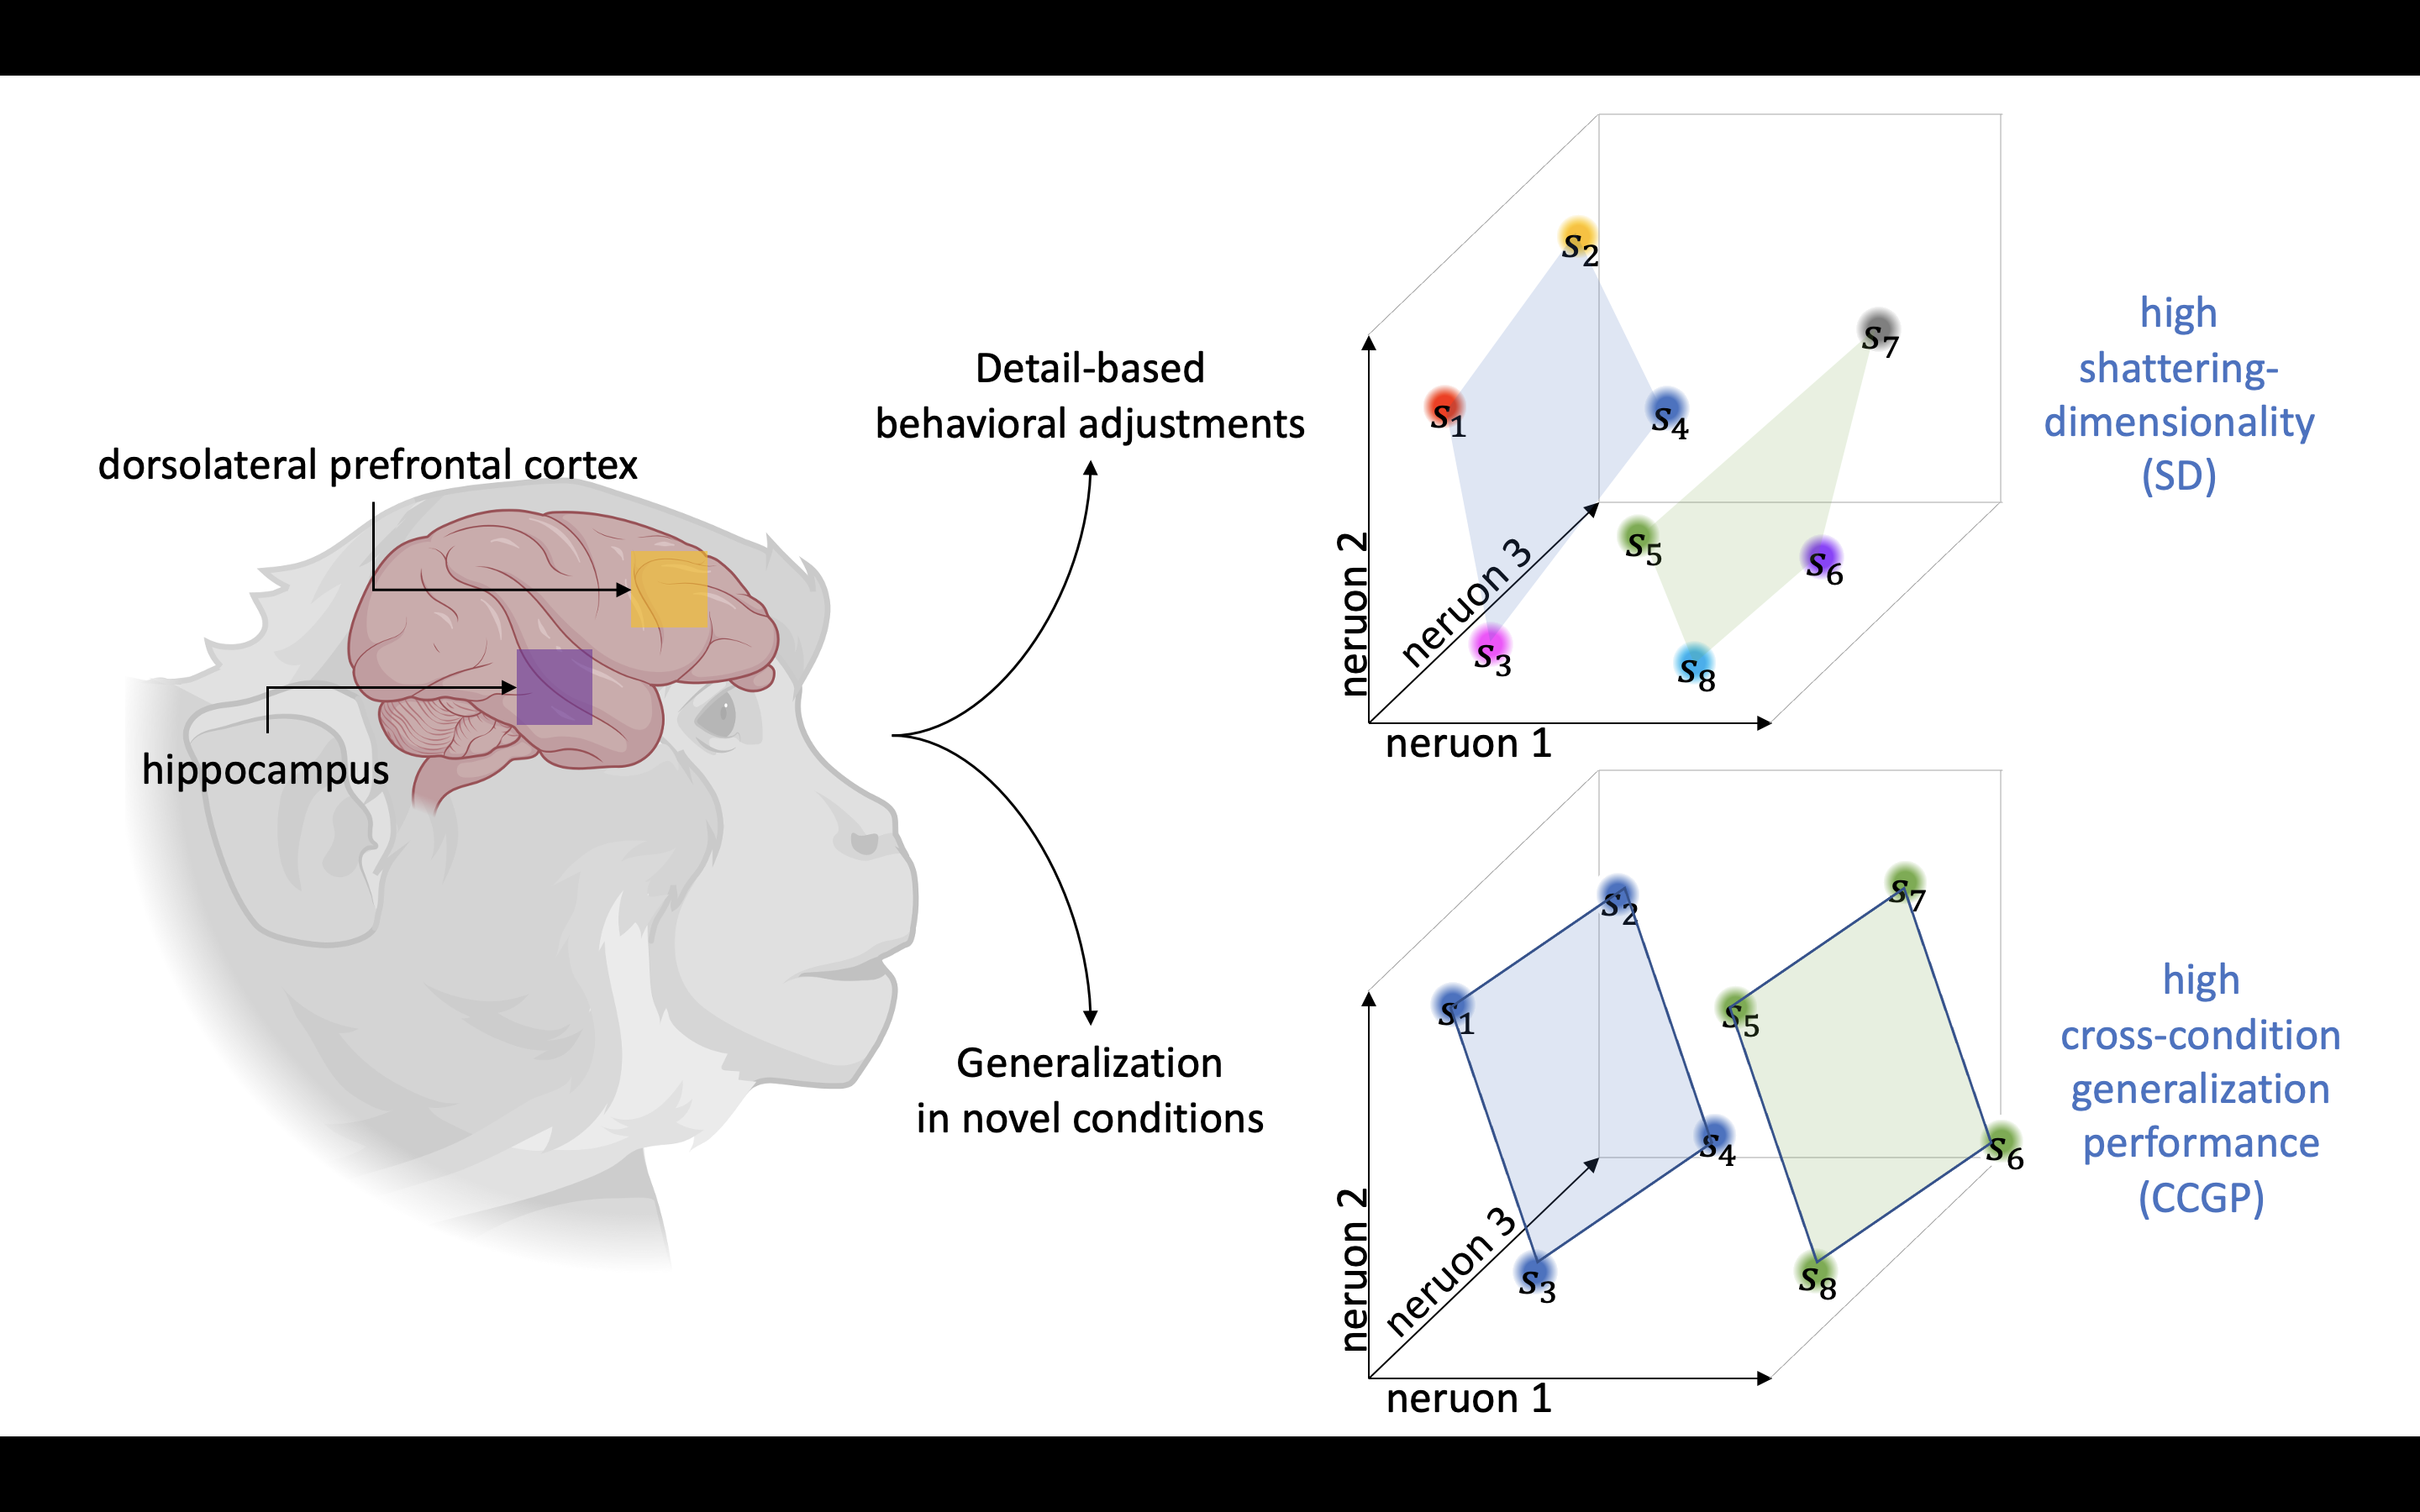 dorsolateral prefrontal cortex
hippocampus
Detail-based
behavioral adjustments
Generalization
in novel conditions
s2
s7
s1
s4
s5
s6
s3
s8
neruon 2
neruon 3
neruon 1
high
shattering-
dimensionality
(SD)
s2
s7
s1
s5
s4
s6
s3
s8
neruon 2
neruon 3
neruon 1
high
cross-condition
generalization
performance
(CCGP)